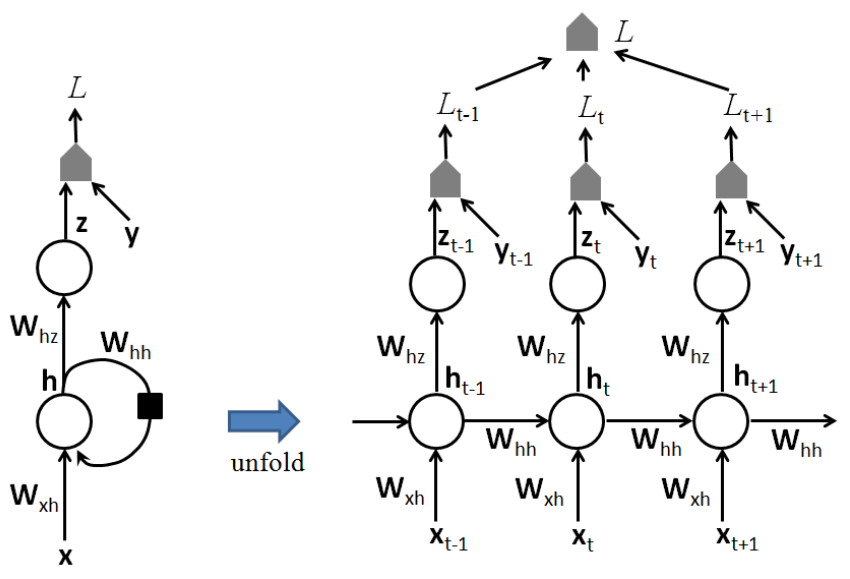 L
z
y
W_hz
W_hh
h
W_xh
x
unfold
L
L_t-1 L_t L_t+1
z_t-1 z_t z_t+1
y_t-1 y_t y_t+1
W_hz W_hz W_hz
h_t-1 h_t h_t+1
W_hh W_hh W_hh
W_xh W_xh W_xh
x_t-1 x_t x_t+1